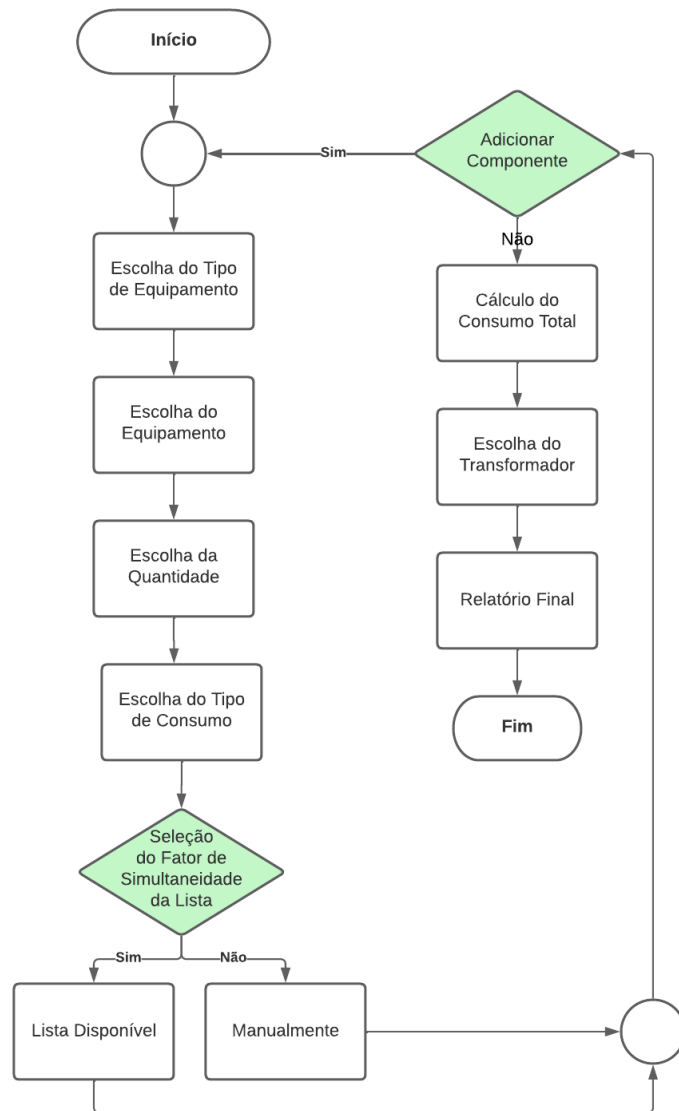 Início
Adicionar
Componente
Sim
Não
Escolha do Tipo
de Equipamento
Cálculo do
Consumo Total
Escolha do
Equipamento
Escolha do
Transformador
Escolha da
Quantidade
Relatório Final
Escolha do Tipo
de Consumo
Fim
Seleção
do Fator de
Simultaneidade
da Lista
Sim
Não
Lista Disponível
Manualmente